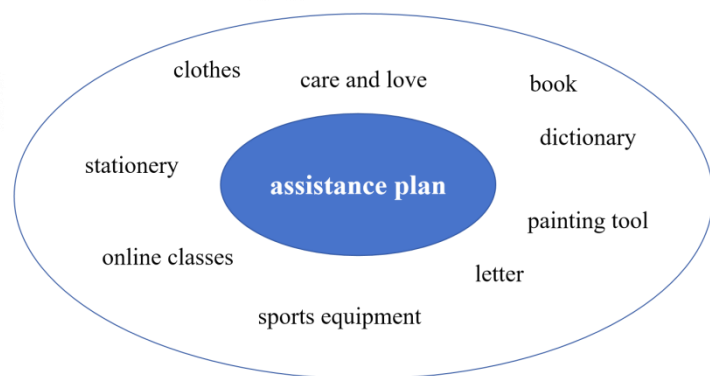 clothes
care and love
book
dictionary
stationery
assistance plan
painting tool
online classes
letter
sports equipment